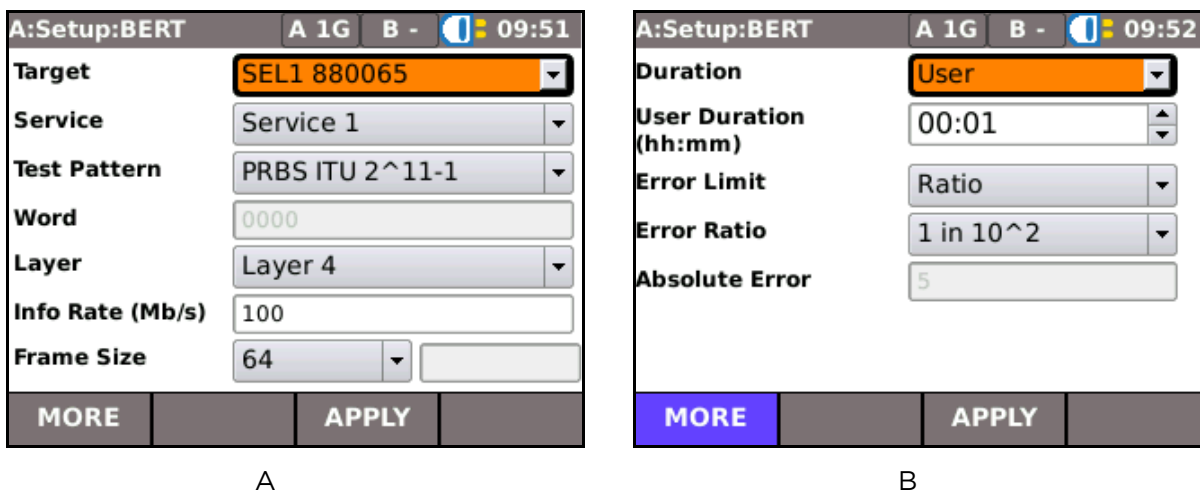 A:Setup:BERT A 1G B - 09:51
Target SEL1 880065
Service Service 1
Test Pattern PRBS ITU 2^11-1
Word 0000
Layer Layer 4
Info Rate (Mb/s) 100
Frame Size 64
MORE APPLY
A
A:Setup:BERT A 1G B - 09:52
Duration User
User Duration
(hh:mm) 00:01
Error Limit Ratio
Error Ratio 1 in 10^2
Absolute Error 5
MORE APPLY
B